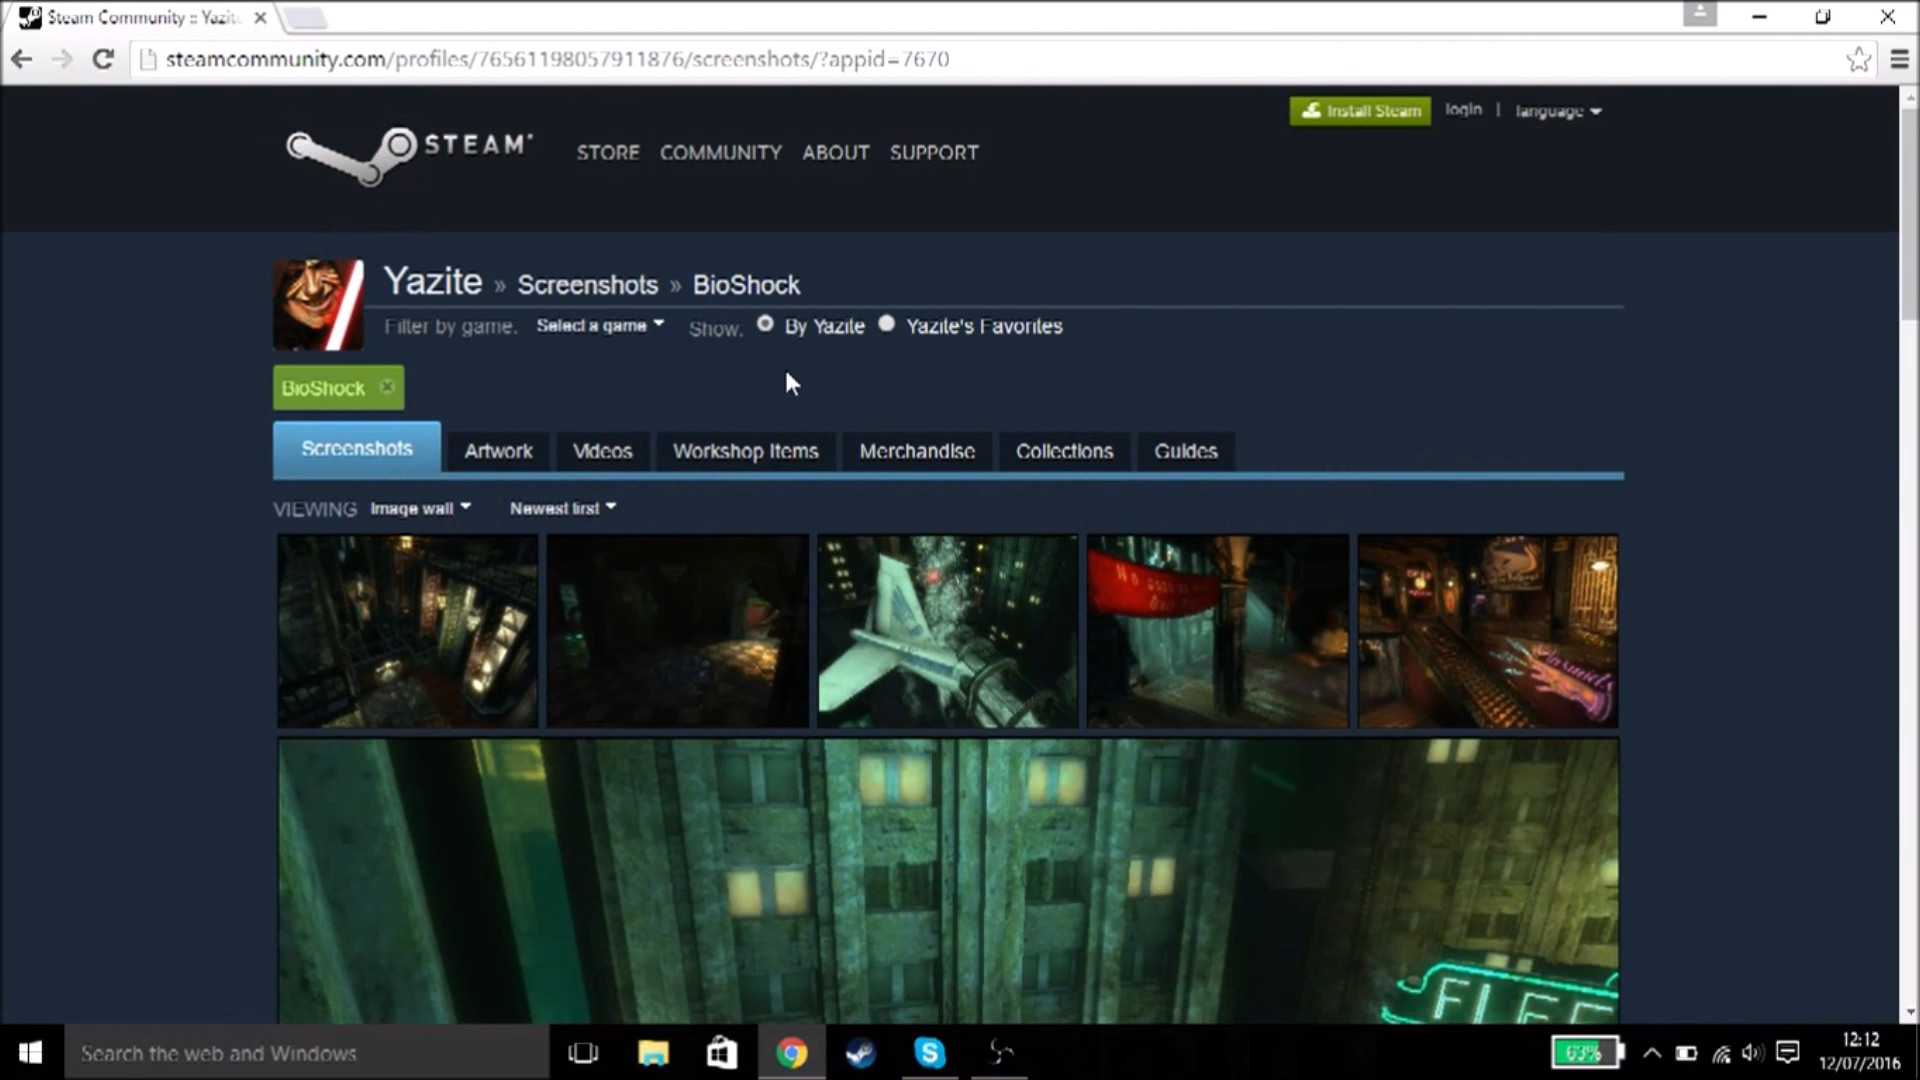 Steam Community :: Yazite
steamcommunity.com/profiles/76561198057911876/screenshots/?appid=7670
Install Steam login | language
STEAM
STORE COMMUNITY ABOUT SUPPORT
Yazite » Screenshots » BioShock
Filter by game: Select a game Show: By Yazite Yazite's Favorites
BioShock
Screenshots Artwork Videos Workshop Items Merchandise Collections Guides
VIEWING Image wall Newest first
Search the web and Windows
63%
12:12
12/07/2016